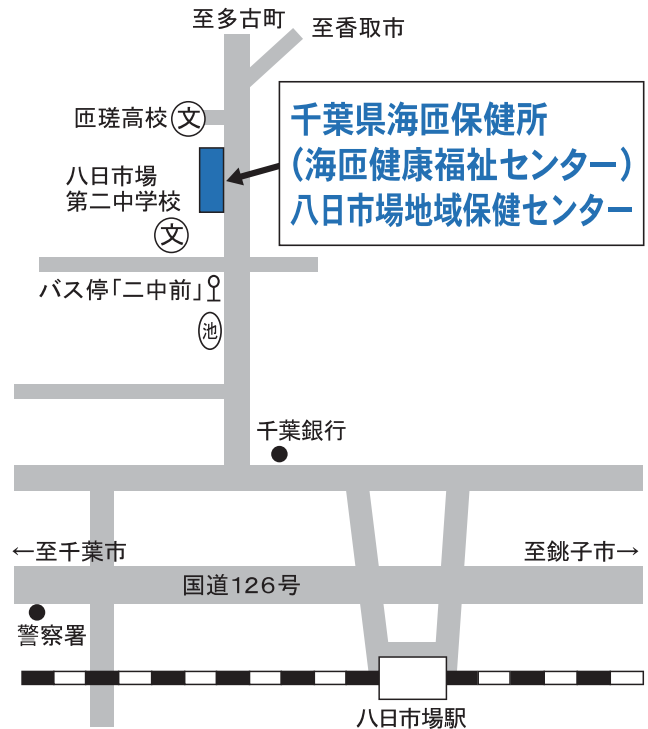 至多古町
至香取市
匝瑳高校
文
千葉県海匝保健所
（海匝健康福祉センター）
八日市場地域保健センター
八日市場
第二中学校
文
バス停「二中前」
池
千葉銀行
←至千葉市
至銚子市→
国道126号
警察署
八日市場駅